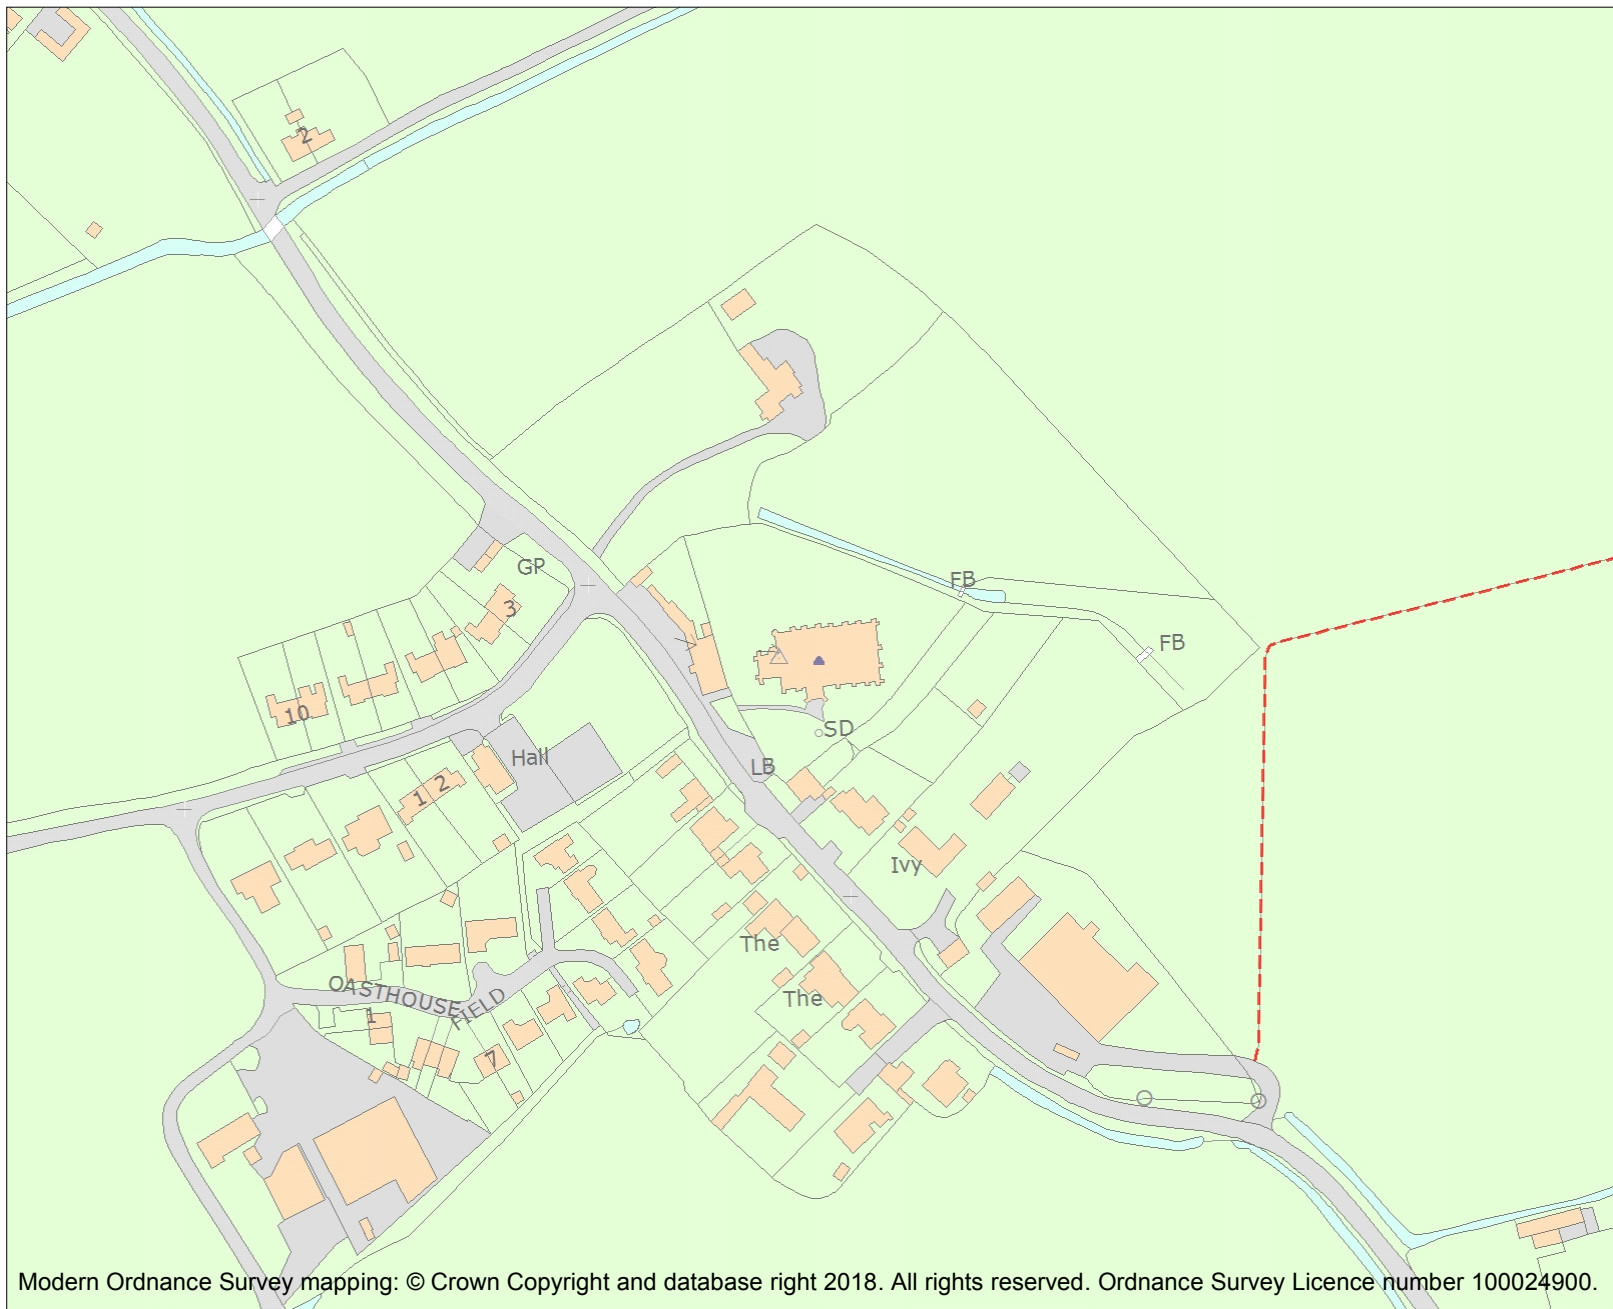 2
GP
3
FB
FB
10
Hall
SD
LB
1 2
Ivy
The
The
OASTHOUSE
FIELD
1
7
Modern Ordnance Survey mapping: © Crown Copyright and database right 2018. All rights reserved. Ordnance Survey Licence number 100024900.